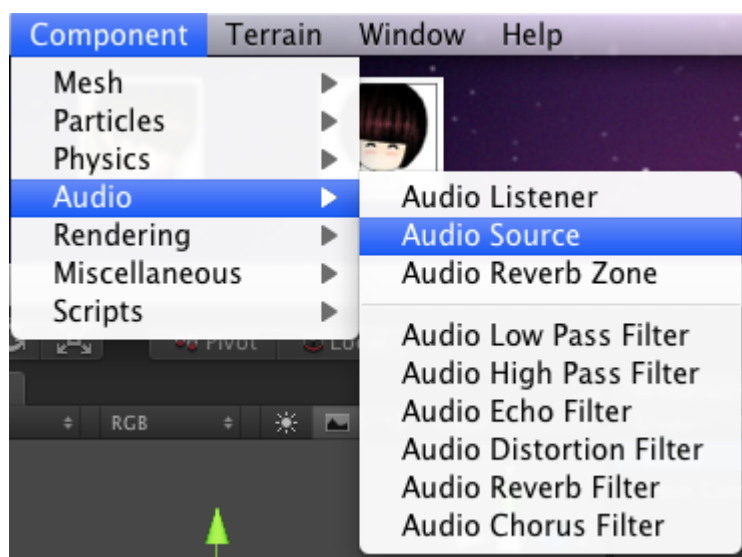 Component Terrain Window Help
Mesh
Particles
Physics
Audio
Rendering
Miscellaneous
Scripts
Audio Listener
Audio Source
Audio Reverb Zone
Audio Low Pass Filter
Audio High Pass Filter
Audio Echo Filter
Audio Distortion Filter
Audio Reverb Filter
Audio Chorus Filter
Pivot
RGB